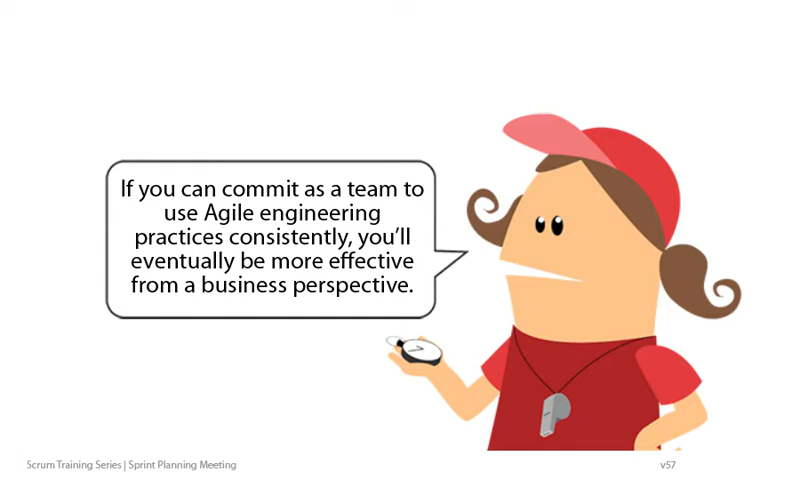 If you can commit as a team to
use Agile engineering
practices consistently, you'll
eventually be more effective
from a business perspective.
Scrum Training Series | Sprint Planning Meeting
v57